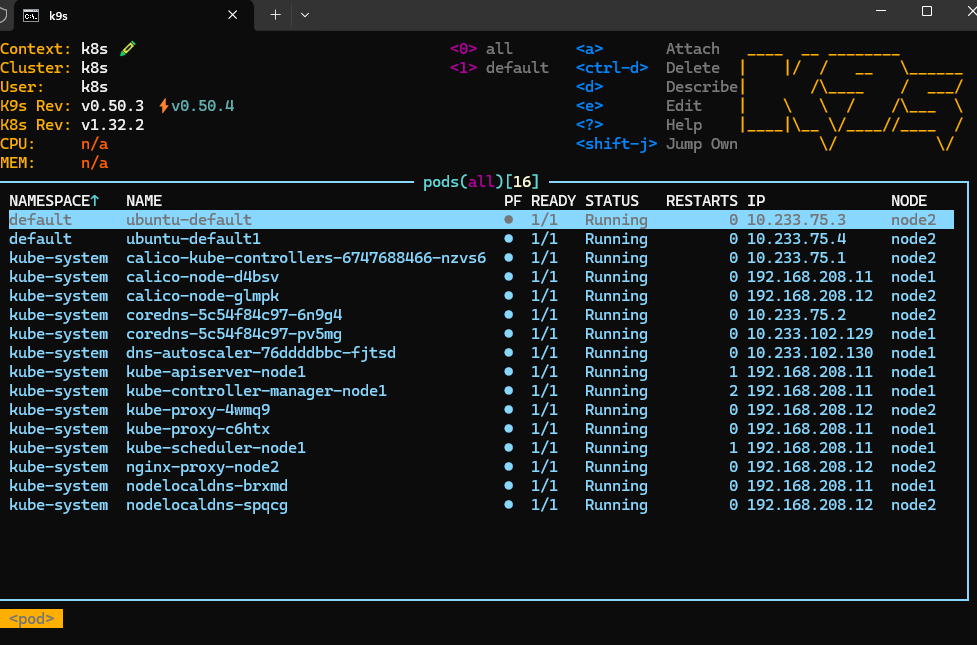 k9s
Context: k8s <0> all <a> Attach
Cluster: k8s <1> default <ctrl-d> Delete
User: k8s <d> Describe
K9s Rev: v0.50.3 ⚡v0.50.4 <e> Edit
K8s Rev: v1.32.2 <?> Help
CPU: n/a <shift-j> Jump Own
MEM: n/a
K9s
pods(all)[16]
NAMESPACE↑ NAME PF READY STATUS RESTARTS IP NODE
default ubuntu-default ● 1/1 Running 0 10.233.75.3 node2
default ubuntu-default1 ● 1/1 Running 0 10.233.75.4 node2
kube-system calico-kube-controllers-6747688466-nzvs6 ● 1/1 Running 0 10.233.75.1 node2
kube-system calico-node-d4bsv ● 1/1 Running 0 192.168.208.11 node1
kube-system calico-node-glmpk ● 1/1 Running 0 192.168.208.12 node2
kube-system coredns-5c54f84c97-6n9g4 ● 1/1 Running 0 10.233.75.2 node2
kube-system coredns-5c54f84c97-pv5mg ● 1/1 Running 0 10.233.102.129 node1
kube-system dns-autoscaler-76ddddbbc-fjtsd ● 1/1 Running 0 10.233.102.130 node1
kube-system kube-apiserver-node1 ● 1/1 Running 1 192.168.208.11 node1
kube-system kube-controller-manager-node1 ● 1/1 Running 2 192.168.208.11 node1
kube-system kube-proxy-4wmq9 ● 1/1 Running 0 192.168.208.12 node2
kube-system kube-proxy-c6htx ● 1/1 Running 0 192.168.208.11 node1
kube-system kube-scheduler-node1 ● 1/1 Running 1 192.168.208.11 node1
kube-system nginx-proxy-node2 ● 1/1 Running 0 192.168.208.12 node2
kube-system nodelocaldns-brxmd ● 1/1 Running 0 192.168.208.11 node1
kube-system nodelocaldns-spqcg ● 1/1 Running 0 192.168.208.12 node2
<pod>